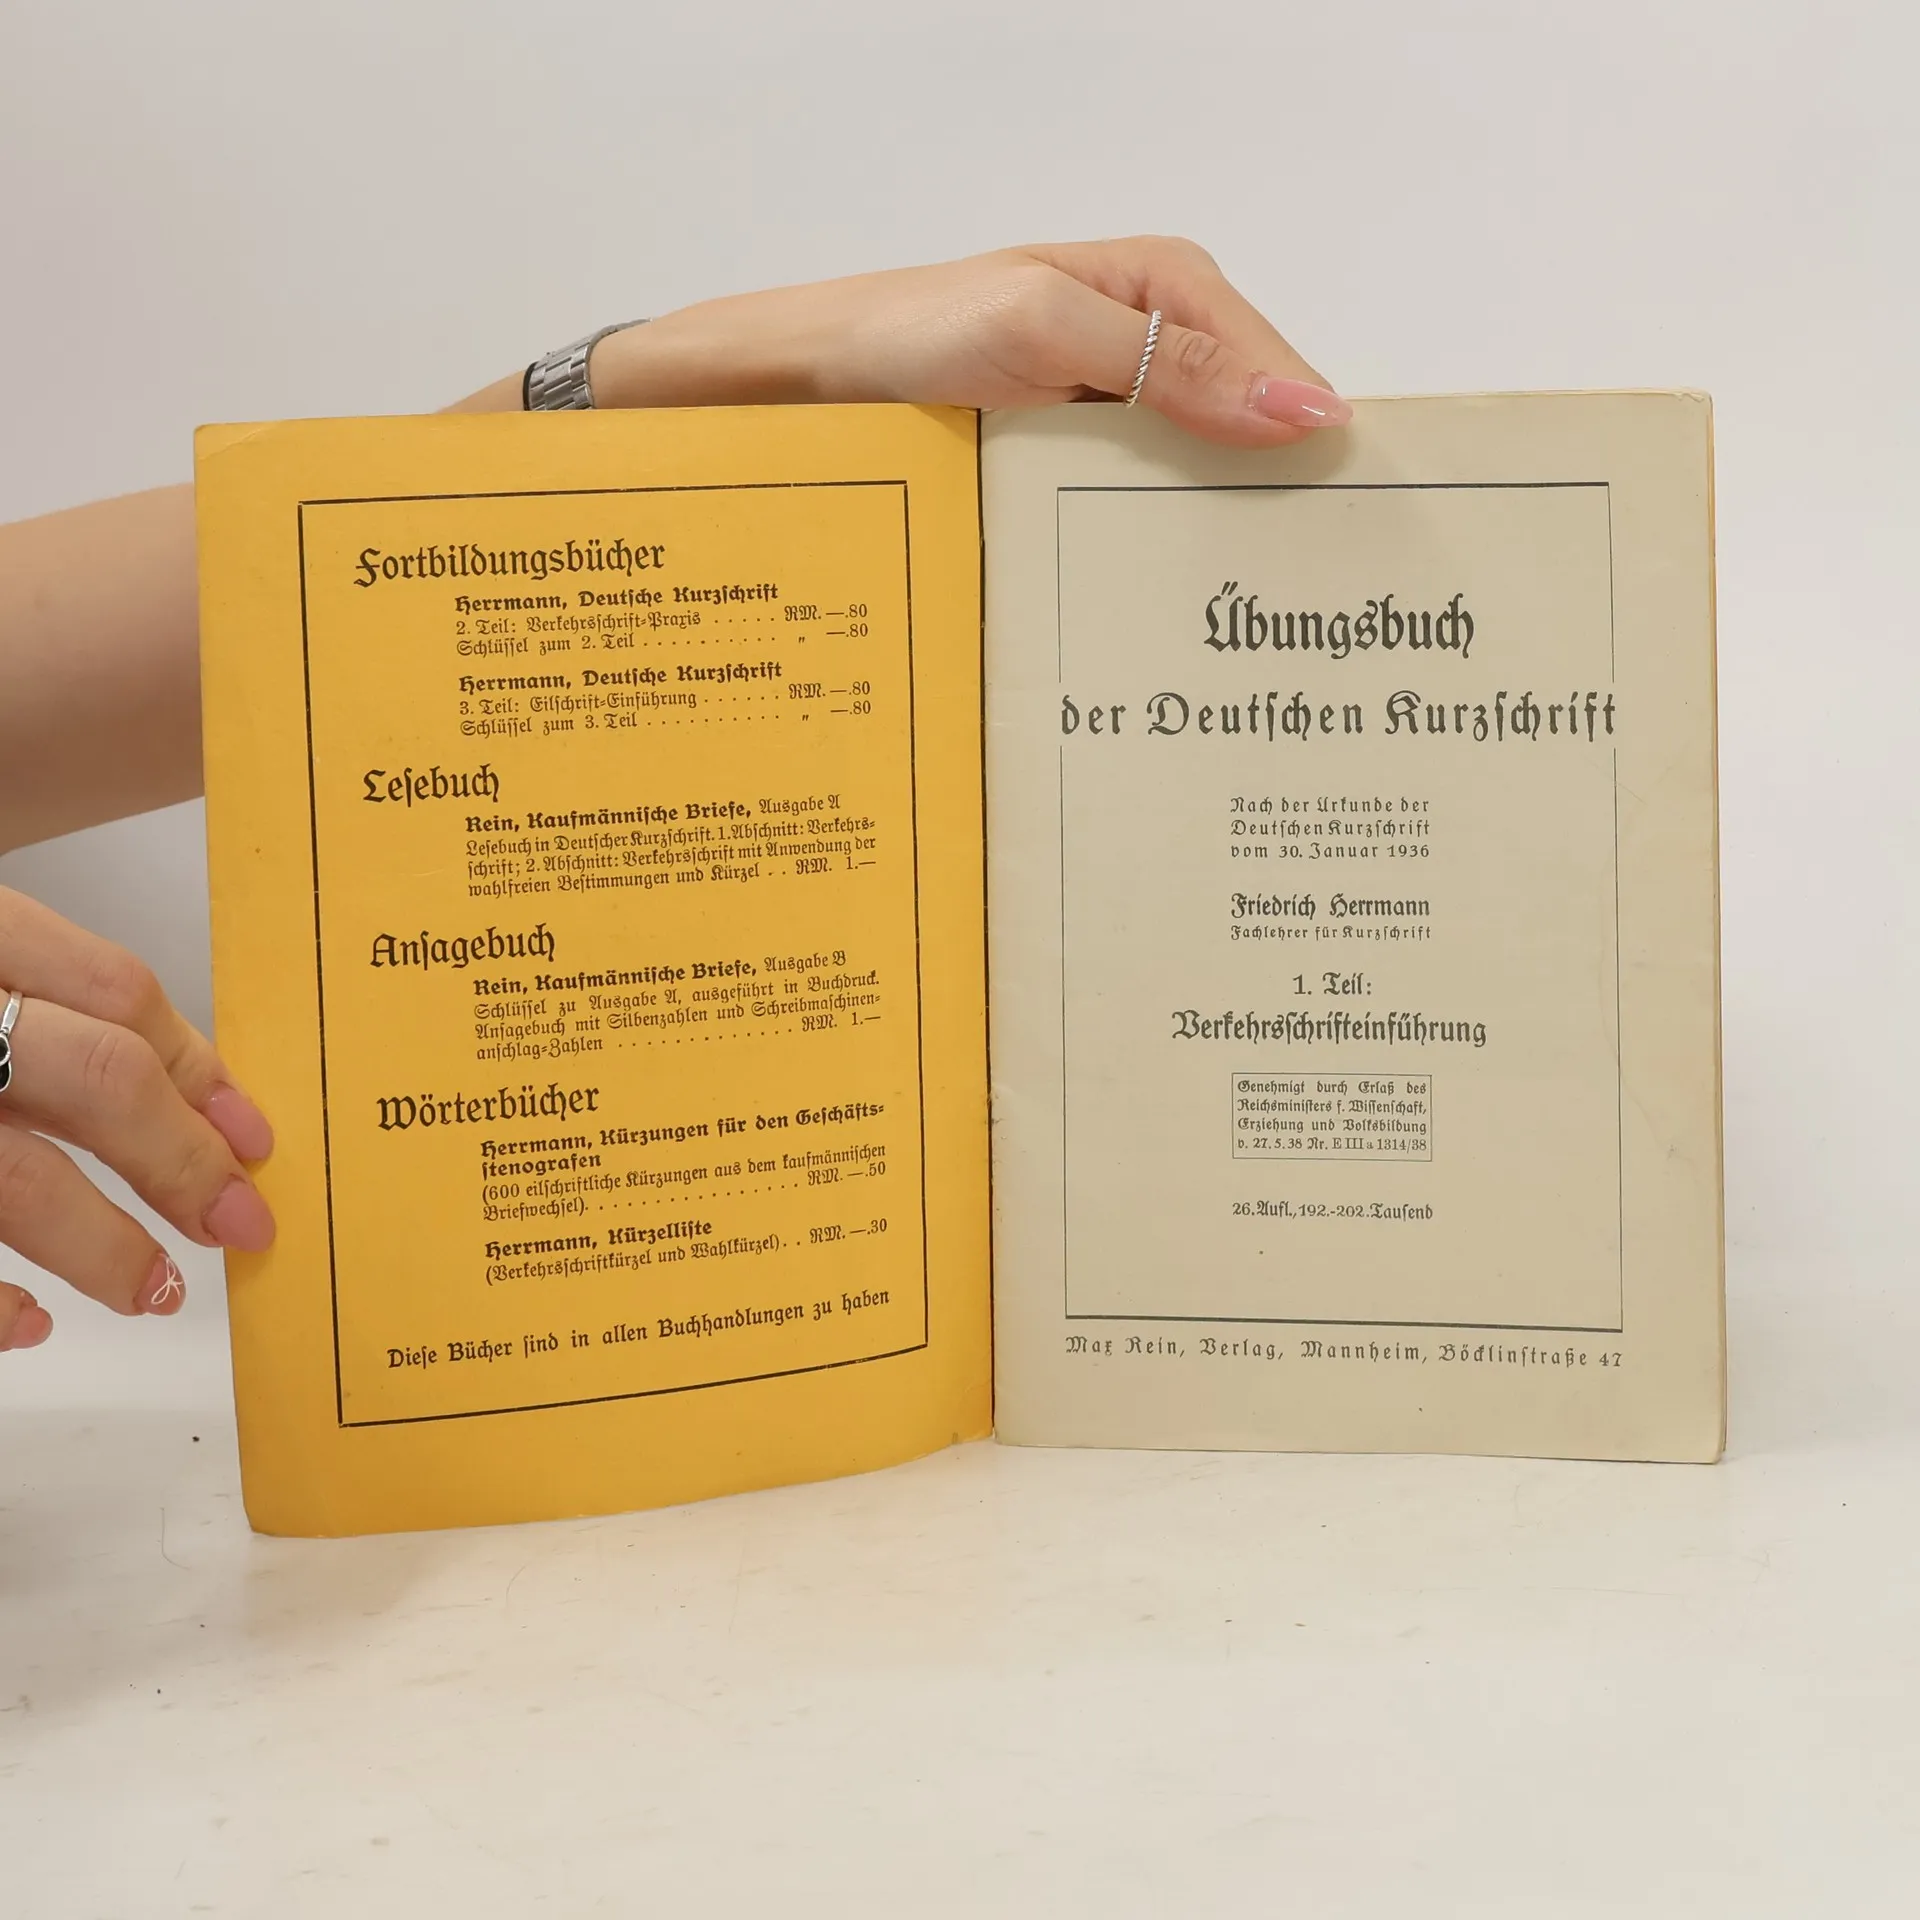 Fortbildungsbücher
Herrmann, Deutsche Kurzschrift
2. Teil: Verkehrsschrift-Praxis ..... RM. —.80
Schlüssel zum 2. Teil .......... „ —.80
Herrmann, Deutsche Kurzschrift
3. Teil: Eilschrift-Einführung ...... RM. —.80
Schlüssel zum 3. Teil .......... „ —.80
Lesebuch
Rein, Kaufmännische Briefe, Ausgabe A
Lesebuch in Deutscher Kurzschrift. 1. Abschnitt: Verkehrs-
schrift; 2. Abschnitt: Verkehrsschrift mit Anwendung der
wahlfreien Bestimmungen und Kürzel .. RM. 1.—
Ansagebuch
Rein, Kaufmännische Briefe, Ausgabe B
Schlüssel zu Ausgabe A, ausgeführt in Buchdruck.
Ansagebuch mit Silbenzahlen und Schreibmaschinen-
anschlag-Zahlen ............. RM. 1.—
Wörterbücher
Herrmann, Kürzungen für den Geschäfts-
stenografen
(600 eilschriftliche Kürzungen aus dem kaufmännischen
Briefwechsel). .............. RM. —.50
Herrmann, Kürzelliste
(Verkehrsschriftkürzel und Wahlkürzel). . RM. —.30
Diese Bücher sind in allen Buchhandlungen zu haben
Übungsbuch
der Deutschen Kurzschrift
Nach der Urkunde der
Deutschen Kurzschrift
vom 30. Januar 1936
Friedrich Herrmann
Fachlehrer für Kurzschrift
1. Teil:
Verkehrsschrifteinführung
Genehmigt durch Erlaß des
Reichsministers f. Wissenschaft,
Erziehung und Volksbildung
v. 27.5.38 Nr. E III a 1314/38
26. Aufl., 192.-202. Tausend
Max Rein, Verlag, Mannheim, Böcklinstraße 47